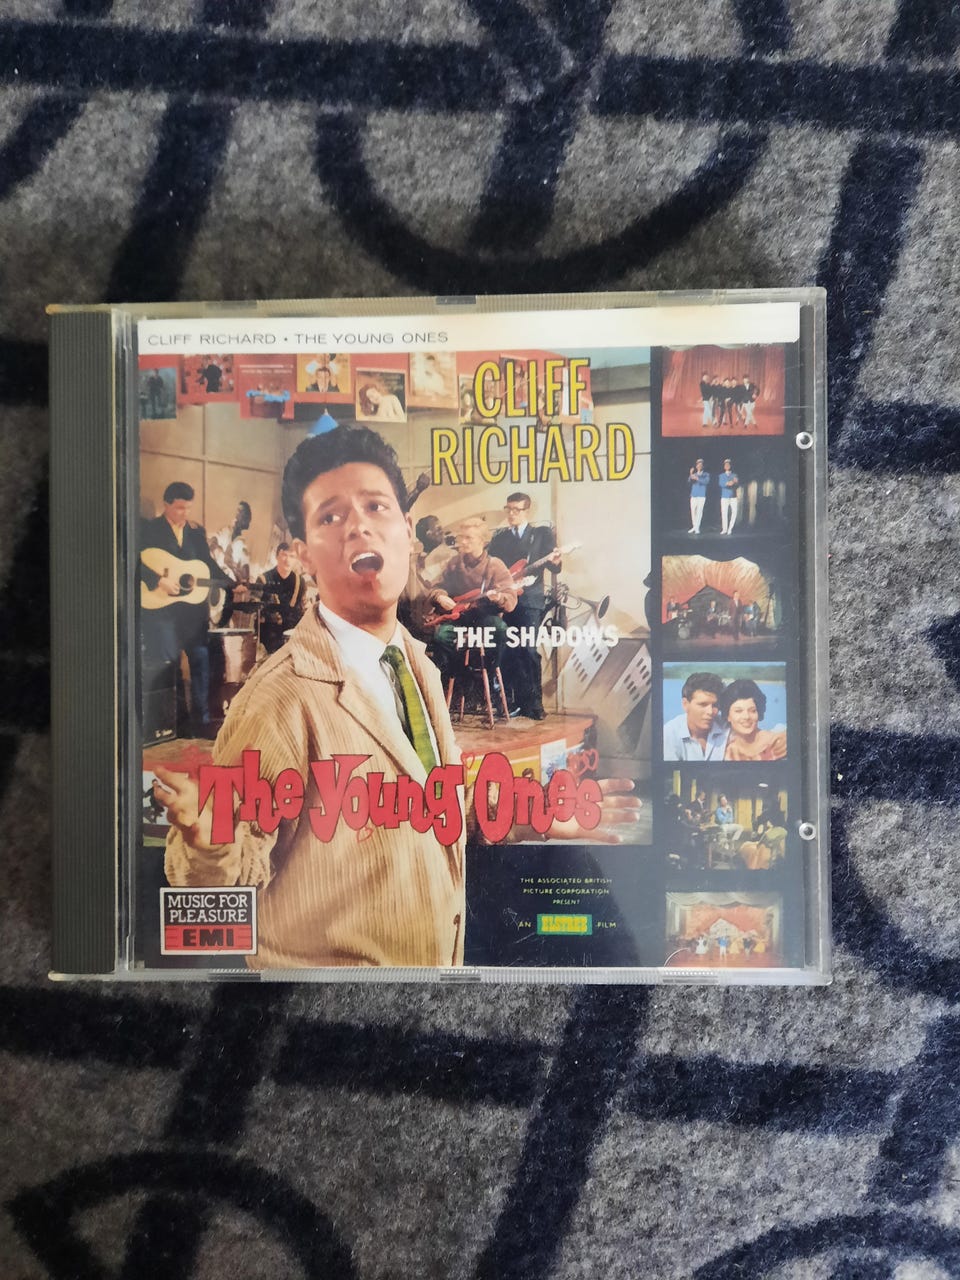 CLIFF RICHARD • THE YOUNG ONES
CLIFF
RICHARD
THE SHADOWS
The Young Ones
MUSIC FOR
PLEASURE
EMI
THE ASSOCIATED BRITISH
PICTURE CORPORATION
PRESENT
AN ELSTREE FILM